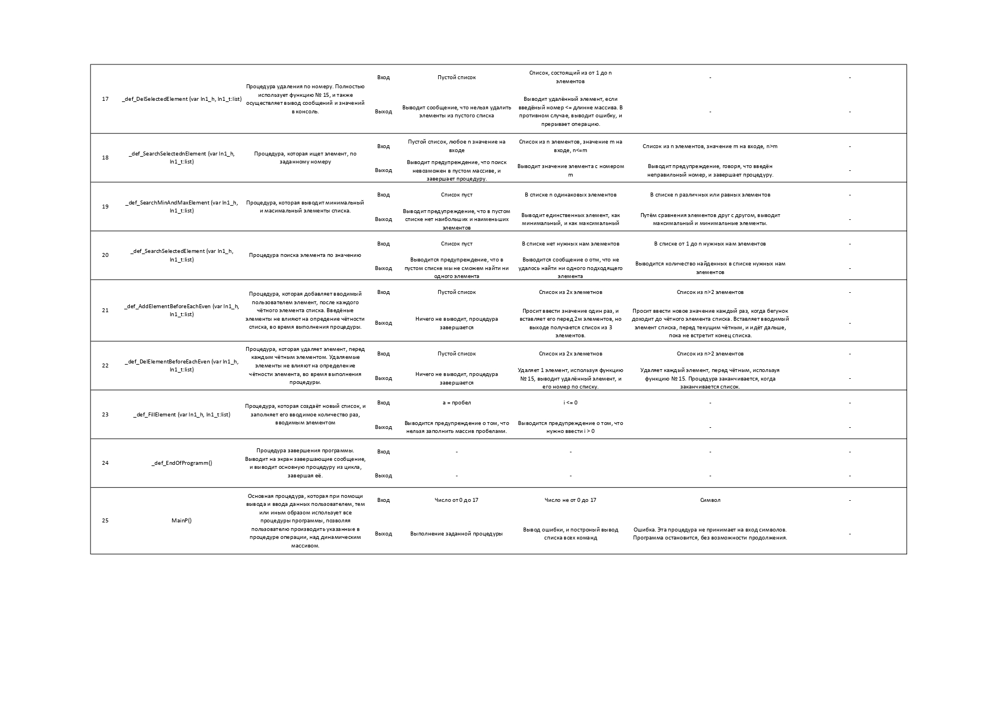 17
_def_DelSelectedElement (var ln1_h, ln1_t:list)
Процедура удаления по номеру. Полностью
использует функцию № 15, и также
осуществляет вывод сообщений и значений
в консоль.
Вход
Пустой список
Список, состоящий из от 1 до n
элементов
-
-
Выход
Выводит сообщение, что нельзя удалить
элементы из пустого списка
Выводит удалённый элемент, если
введёный номер <= длинне массива. В
противном случае, выводит ошибку, и
прерывает операцию.
-
-
18
_def_SearchSelectednElement (var ln1_h,
ln1_t:list)
Процедура, которая ищет элемент, по
заданному номеру
Вход
Пустой список, любое n значение на
входе
Список из n элементов, значение m на
входе, n<=m
Список из n элементов, значение m на входе, n>m
-
Выход
Выводит предупреждение, что поиск
невозможен в пустом массиве, и
завершает процедуру.
Выводит значение элемента с номером
m
Выводит предупреждение, говоря, что введён
неправильный номер, и завершает процедуру.
-
19
_def_SearchMinAndMaxElement (var ln1_h,
ln1_t:list)
Процедура, которая выводит минимальный
и масимальный элементы списка.
Вход
Список пуст
В списке n одинаковых элементов
В списке n различных или равных элементов
-
Выход
Выводит предупреждение, что в пустом
списке нет наибольших и наименьших
элементов
Выводит единственных элемент, как
минимальный, и как максимальный
Путём сравнения элементов друг с другом, выводит
максимальный и минимальные элементы.
-
20
_def_SearchSelectedElement (var ln1_h,
ln1_t:list)
Процедура поиска элемента по значению
Вход
Список пуст
В списке нет нужных нам элементов
В списке от 1 до n нужных нам элементов
-
Выход
Выводится предупреждение, что в
пустом списке мы не сможем найти ни
одного элемента
Выводится сообщение о отм, что не
удалось найти ни одного подходящего
элемента
Выводится количество найденных в списке нужных нам
элементов
-
21
_def_AddElementBeforeEachEven (var ln1_h,
ln1_t:list)
Процедура, которая добавляет вводимый
пользователем элемент, после каждого
чётного элемента списка. Введёные
элементы не влияют на опредение чётности
списка, во время выполнения процедуры.
Вход
Пустой список
Список из 2х элеметнов
Список из n>2 элементов
-
Выход
Ничего не выводит, процедура
завершается
Просит ввести значение один раз, и
вставляет его перед 2м элементов, но
выходе получается список из 3
элементов.
Просит ввести новое значение каждый раз, когда бегунок
доходит до чётного элемента списка. Вставляет вводимый
элемент списка, перед текущим чётным, и идёт дальше,
пока не встретит конец списка.
-
22
_def_DelElementBeforeEachEven (var ln1_h,
ln1_t:list)
Процедура, которая удаляет элемент, перед
каждым чётным элементом. Удаляемые
элементы не влияют на определение
чётности элемента, во время выполнения
процедуры.
Вход
Пустой список
Список из 2х элеметнов
Список из n>2 элементов
-
Выход
Ничего не выводит, процедура
завершается
Удаляет 1 элемент, используя функцию
№ 15, выводит удалённый элемент, и
его номер по списку.
Удаляет каждый элемент, перед чётным, используя
функцию № 15. Процедура заканчивается, когда
заканчивается список.
-
23
_def_FillElement (var ln1_h, ln1_t:list)
Процедура, которая создаёт новый список, и
заполняет его вводимое количество раз,
вводимым элементом
Вход
a = пробел
i <= 0
-
-
Выход
Выводится предупреждение о том, что
нельзя заполнить массив пробелами.
Выводится предупреждение о том, что
нужно ввести i > 0
-
-
24
_def_EndOfProgramm()
Процедура завершения программы.
Выводит на экран завершающие сообщение,
и выводит основную процедуру из цикла,
завершая её.
Вход
-
-
-
-
Выход
-
-
-
-
25
MainP()
Основная процедура, которая при помощи
вывода и ввода данных пользователем, тем
или иным образом использует все
процедуры программы, позволяя
пользователю производить указанные в
процедуре операции, над динамическим
массивом.
Вход
Число от 0 до 17
Число не от 0 до 17
Символ
-
Выход
Выполнение заданной процедуры
Вывод ошибки, и построный вывод
списка всех команд
Ошибка. Эта процедура не принимает на вход символов.
Программа остановится, без возможности продолжения.
-